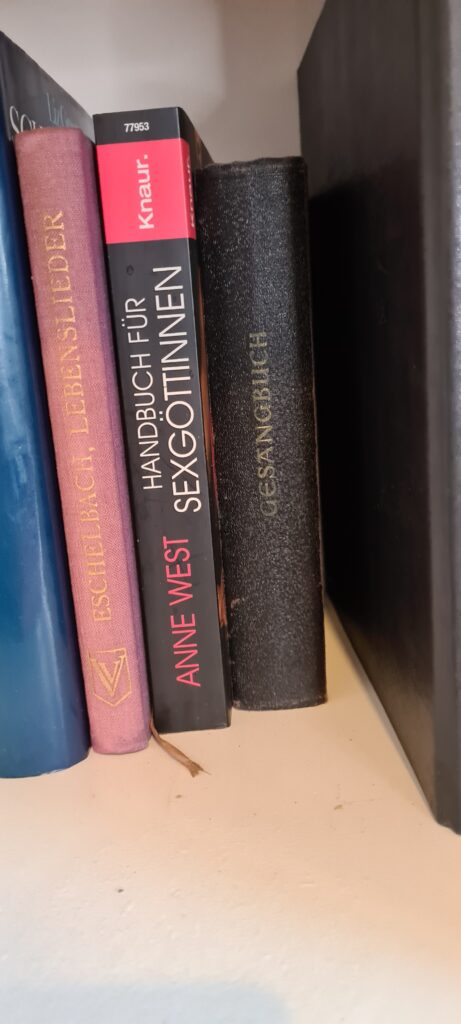 ESCHELBACH, LEBENSLIEDER
77953
Knaur.
HANDBUCH FÜR
SEXGÖTTINNEN
ANNE WEST
GESANGBUCH